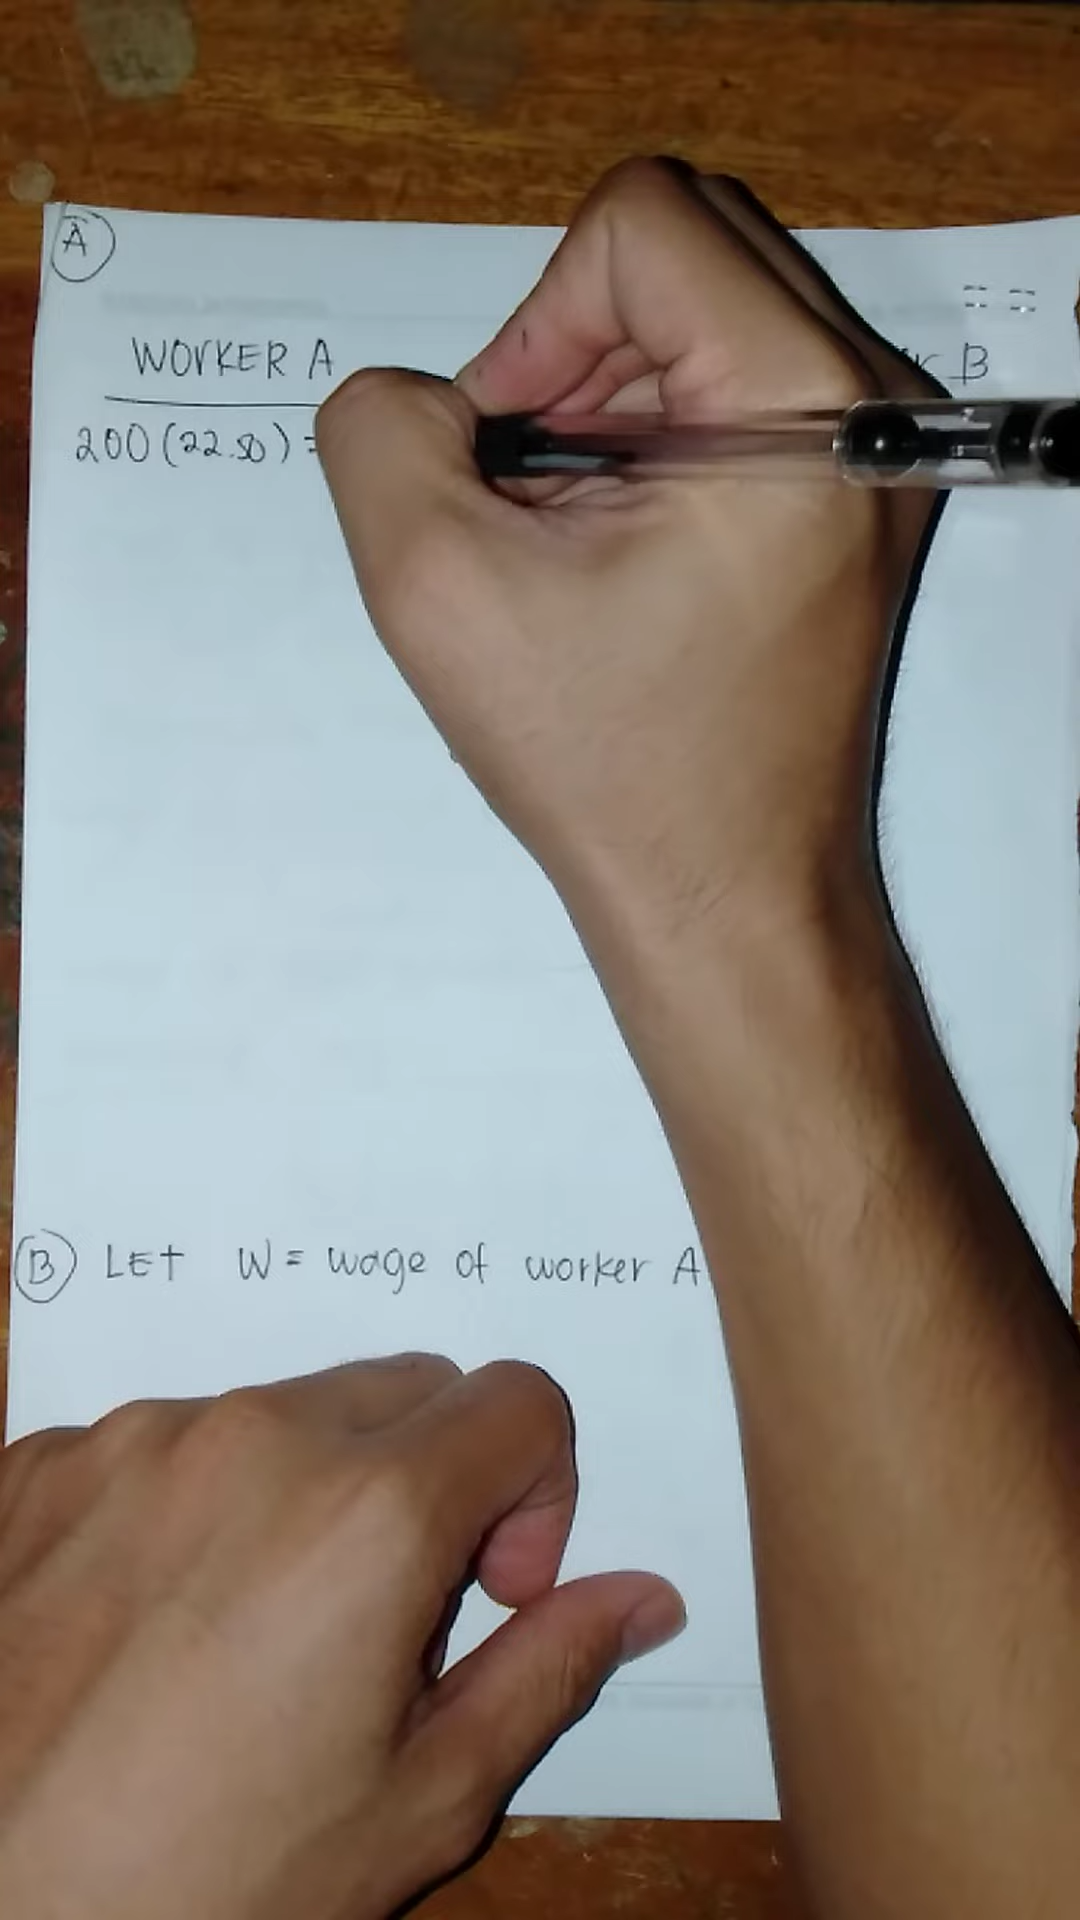 A
WORKER A
B
200 (22.50) =
B LET W = wage of worker A